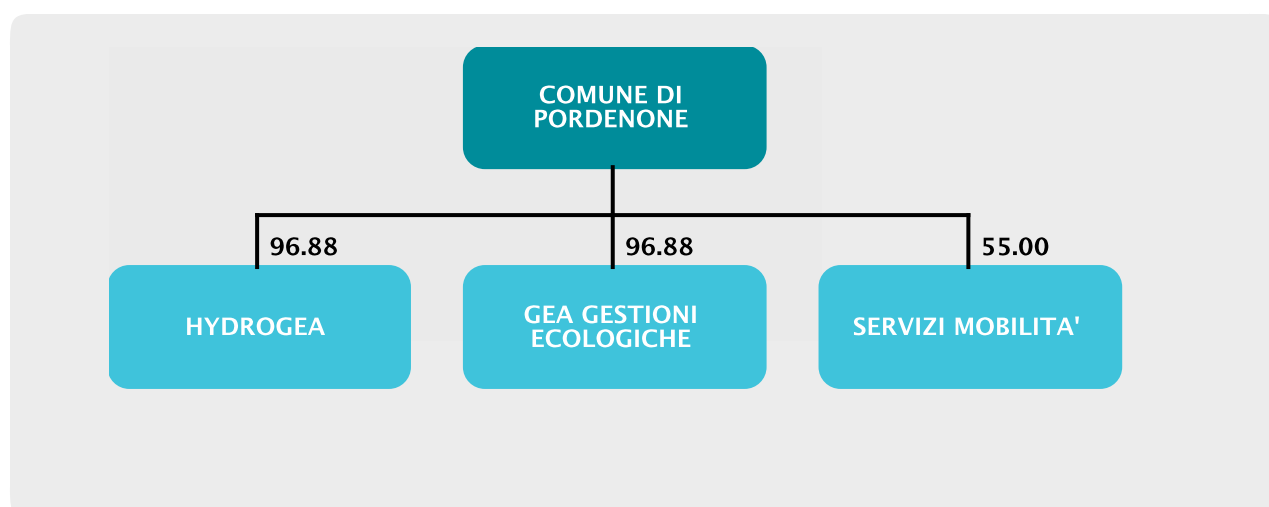 COMUNE DI
PORDENONE
96.88
96.88
55.00
HYDROGEA
GEA GESTIONI
ECOLOGICHE
SERVIZI MOBILITA'